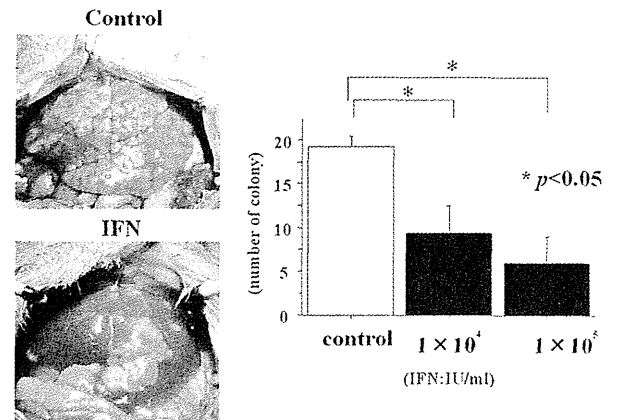 Control
IFN
*
*
* p<0.05
(number of colony)
20
15
10
5
0
control
1 × 10⁴
1 × 10⁵
(IFN:IU/ml)